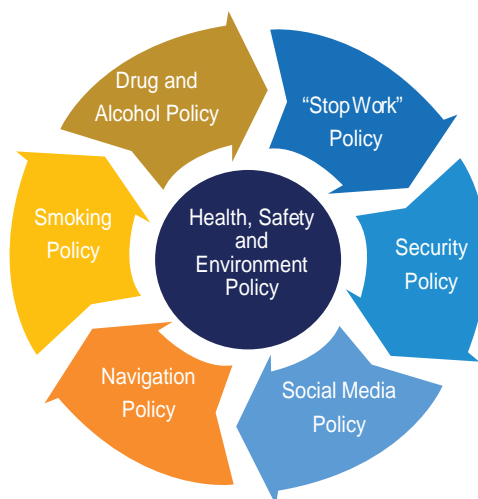 Drug and
Alcohol Policy
“Stop Work”
Policy
Smoking
Policy
Health, Safety
and
Environment
Policy
Security
Policy
Navigation
Policy
Social Media
Policy